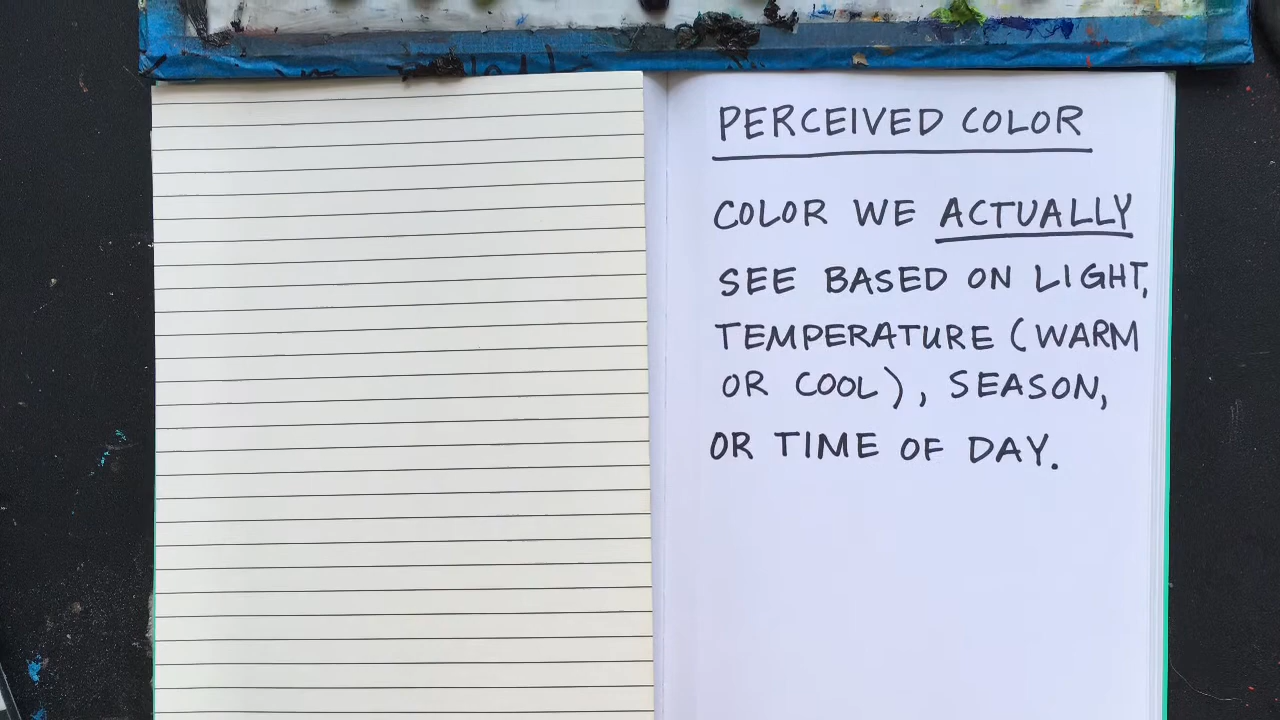 PERCEIVED COLOR
COLOR WE ACTUALLY
SEE BASED ON LIGHT,
TEMPERATURE (WARM
OR COOL), SEASON,
OR TIME OF DAY.